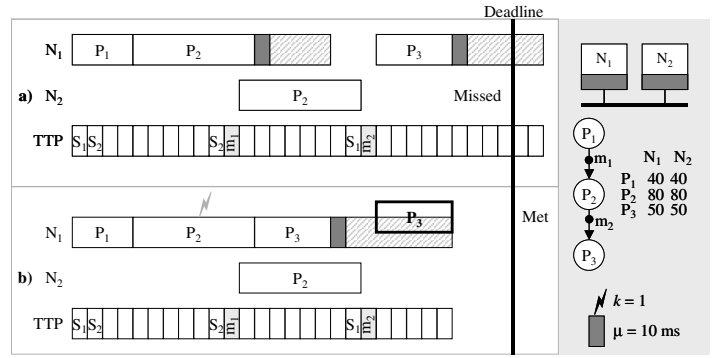 Deadline
N1 P1 P2 P3
a) N2 P2 Missed
TTP S1 S2 S2 m1 S1 m2
N1 P1 P2 P3 P3 Met
b) N2 P2
TTP S1 S2 S2 m1 S1 m2
N1 N2
P1
m1
P2
m2
P3
N1 N2
P1 40 40
P2 80 80
P3 50 50
k = 1
μ = 10 ms